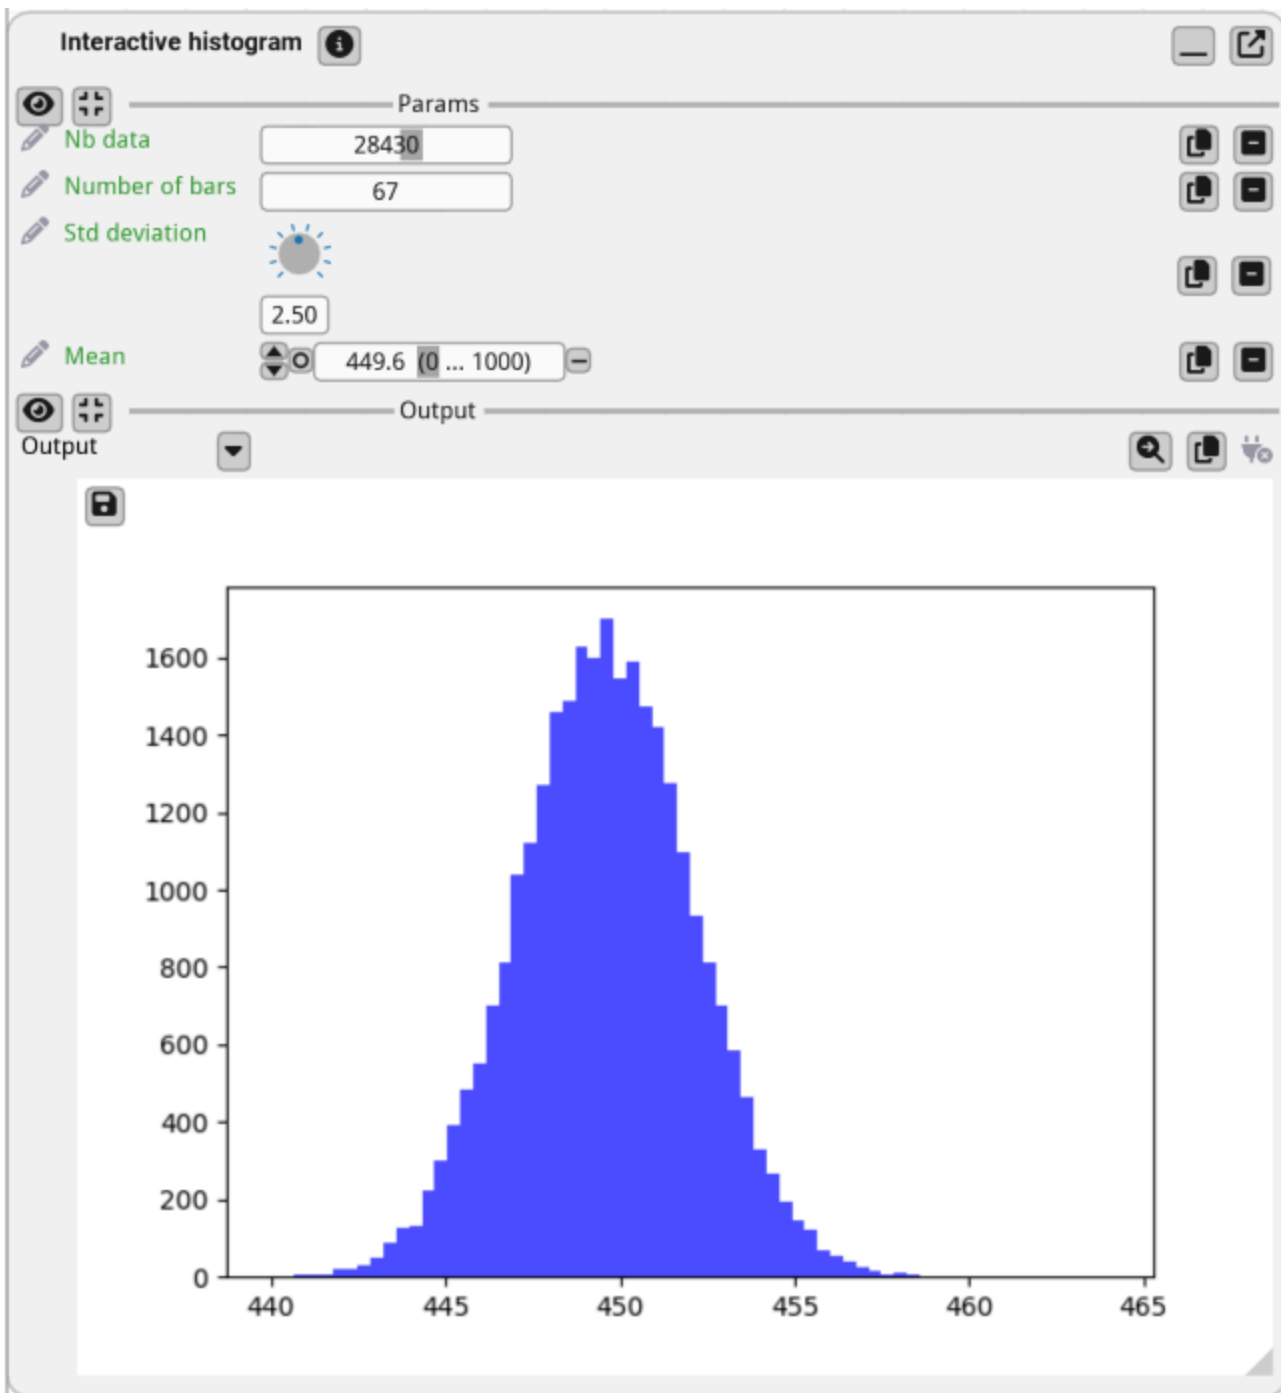 Interactive histogram
Params
Nb data 28430
Number of bars 67
Std deviation
2.50
Mean 449.6 (0 ... 1000)
Output
Output
1600
1400
1200
1000
800
600
400
200
0
440 445 450 455 460 465